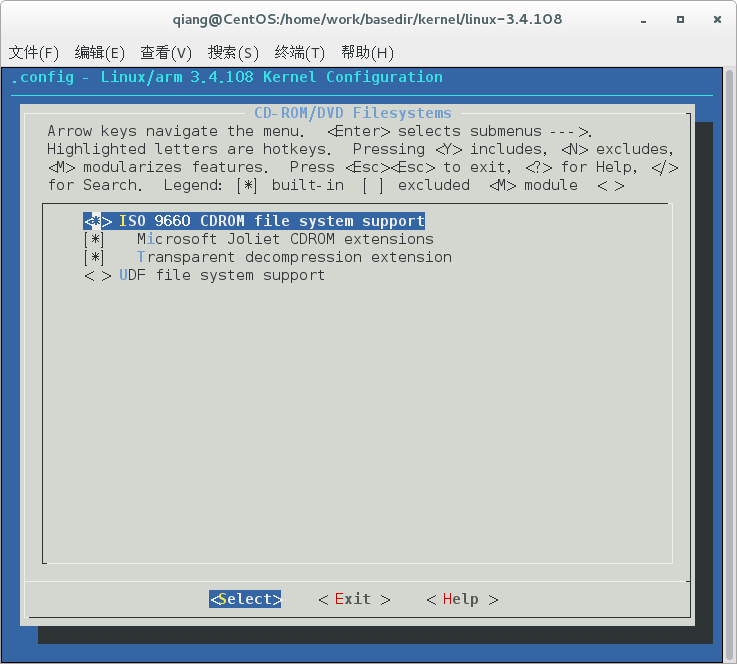 qiang@CentOS:/home/work/basedir/kernel/linux-3.4.108
文件(F) 编辑(E) 查看(V) 搜索(S) 终端(T) 帮助(H)
.config - Linux/arm 3.4.108 Kernel Configuration
CD-ROM/DVD Filesystems
Arrow keys navigate the menu. <Enter> selects submenus --->.
Highlighted letters are hotkeys. Pressing <Y> includes, <N> excludes,
<M> modularizes features. Press <Esc><Esc> to exit, <?> for Help, </>
for Search. Legend: [*] built-in [ ] excluded <M> module < >
<*> ISO 9660 CDROM file system support
[*] Microsoft Joliet CDROM extensions
[*] Transparent decompression extension
< > UDF file system support
<Select> < Exit > < Help >